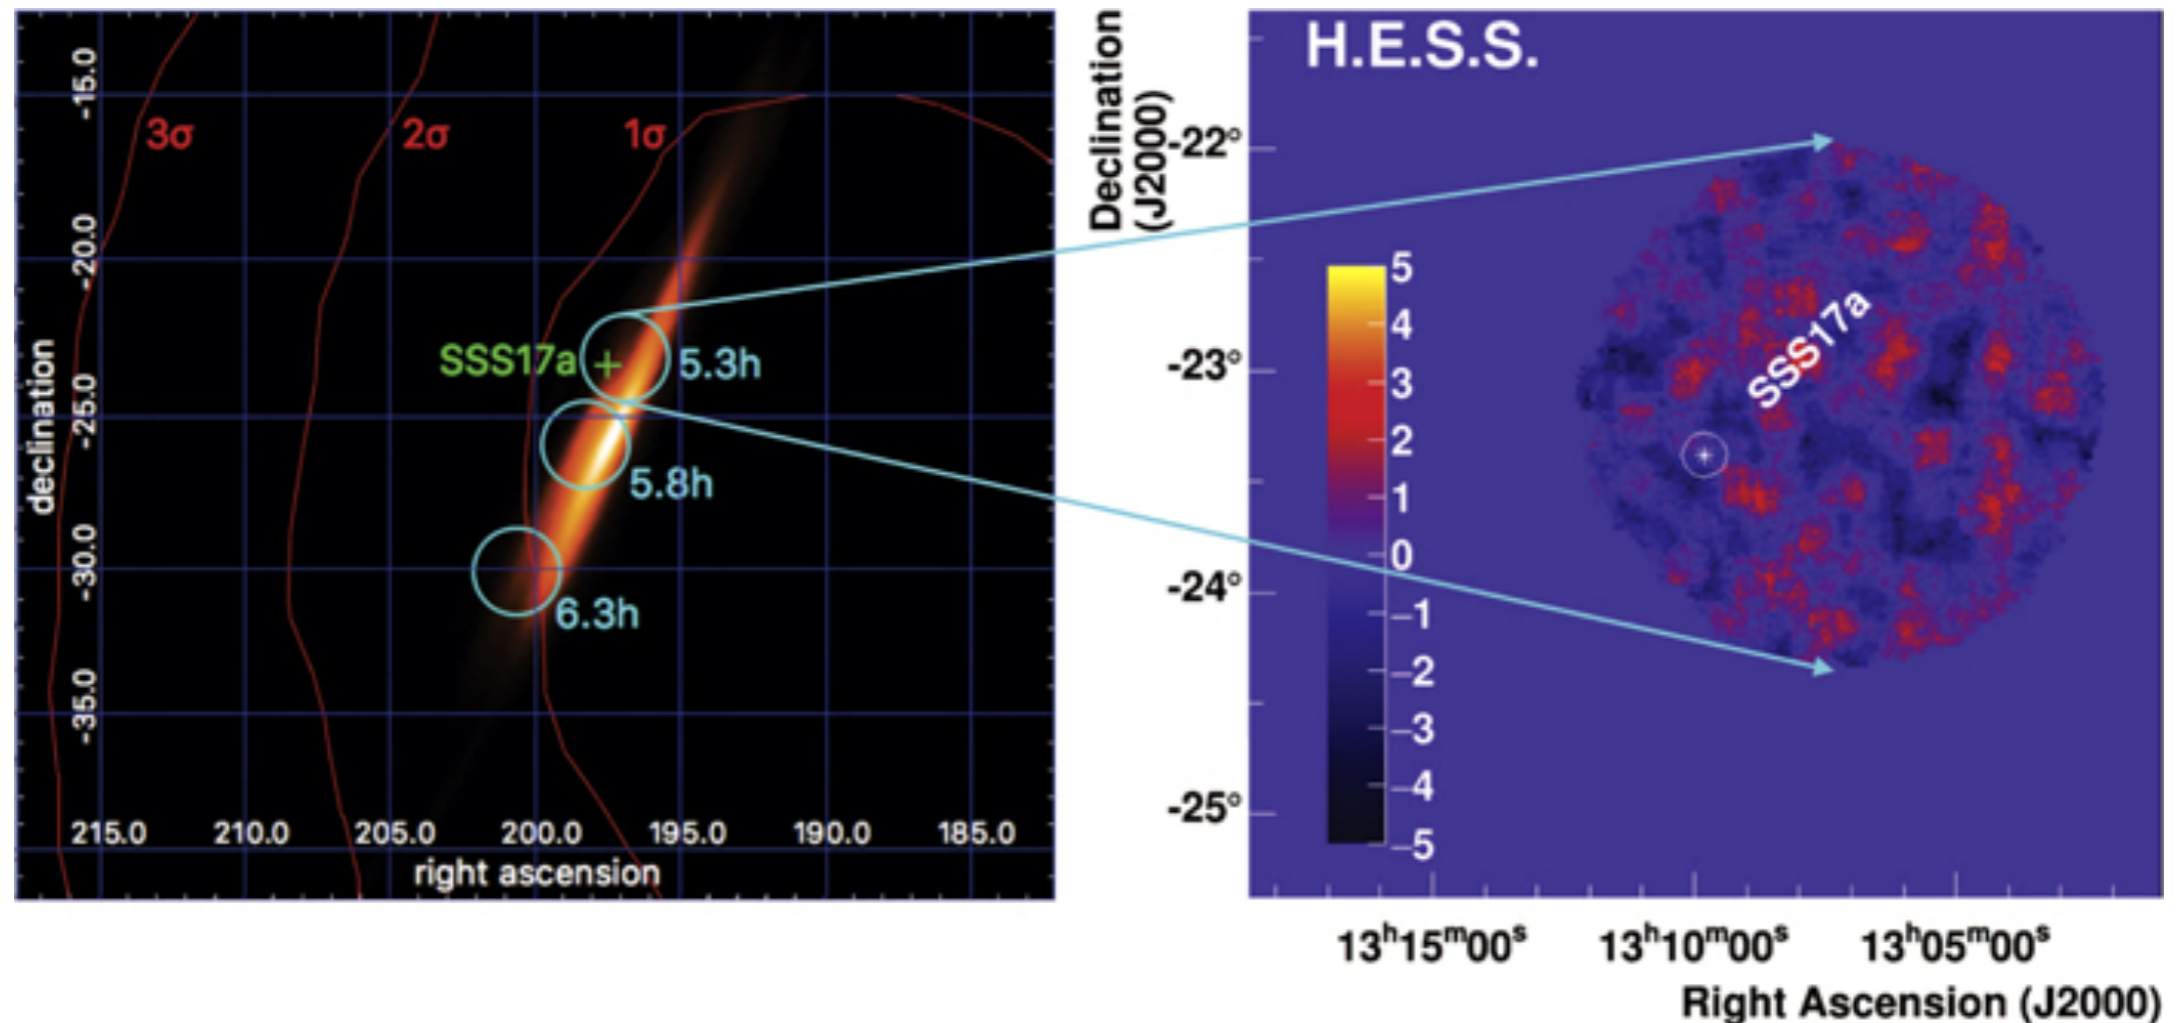 3σ
2σ
1σ
SSS17a
5.3h
5.8h
6.3h
-15.0
-20.0
-25.0
-30.0
-35.0
declination
215.0
210.0
205.0
200.0
195.0
190.0
185.0
right ascension
H.E.S.S.
Declination
(J2000)
-22°
-23°
-24°
-25°
5
4
3
2
1
0
−1
−2
−3
−4
−5
SSS17a
13ʰ15ᵐ00ˢ
13ʰ10ᵐ00ˢ
13ʰ05ᵐ00ˢ
Right Ascension (J2000)